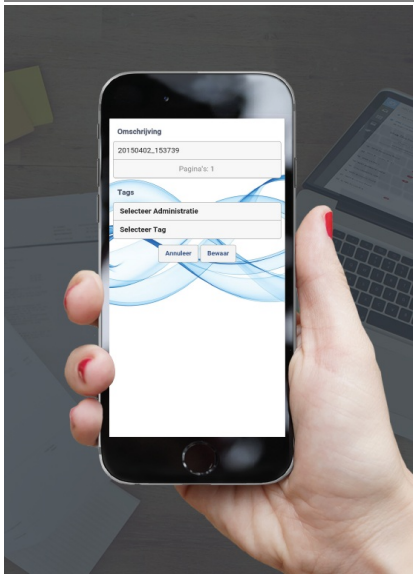 Omschrijving
20150402_153739
Pagina's: 1
Tags
Selecteer Administratie
Selecteer Tag
Annuleer Bewaar